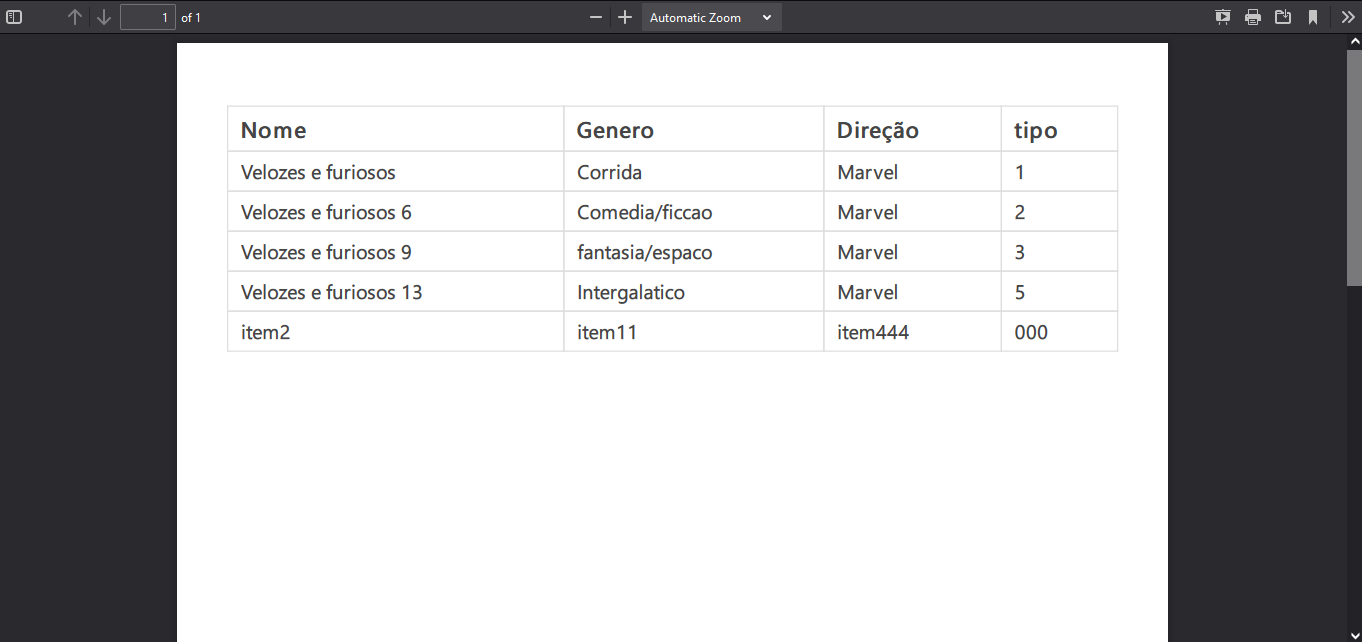 1 of 1 Automatic Zoom
Nome Genero Direção tipo
Velozes e furiosos Corrida Marvel 1
Velozes e furiosos 6 Comedia/ficcao Marvel 2
Velozes e furiosos 9 fantasia/espaco Marvel 3
Velozes e furiosos 13 Intergalatico Marvel 5
item2 item11 item444 000